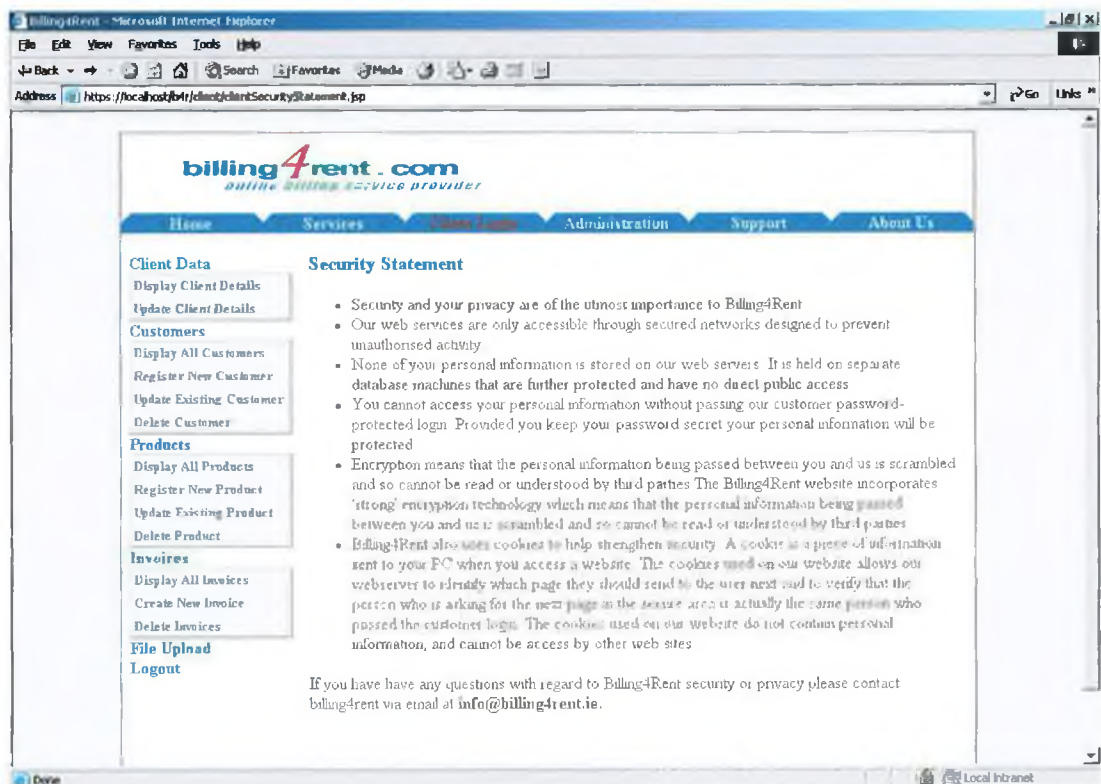 Billing4Rent - Microsoft Internet Explorer
File Edit View Favorites Tools Help
Back Search Favorites Media
Address https://localhost/b4r/client/clientSecurityStatement.jsp Go Links
billing4rent.com
online billing service provider
Home Services Client Login Administration Support About Us
Client Data
Display Client Details
Update Client Details
Customers
Display All Customers
Register New Customer
Update Existing Customer
Delete Customer
Products
Display All Products
Register New Product
Update Existing Product
Delete Product
Invoices
Display All Invoices
Create New Invoice
Delete Invoices
File Upload
Logout
Security Statement
• Security and your privacy are of the utmost importance to Billing4Rent
• Our web services are only accessible through secured networks designed to prevent
unauthorised activity
• None of your personal information is stored on our web servers. It is held on separate
database machines that are further protected and have no direct public access
• You cannot access your personal information without passing our customer password-
protected login. Provided you keep your password secret your personal information will be
protected
• Encryption means that the personal information being passed between you and us is scrambled
and so cannot be read or understood by third parties The Billing4Rent website incorporates
'strong' encryption technology which means that the personal information being passed
between you and us is scrambled and so cannot be read or understood by third parties
• Billing4Rent also uses cookies to help strengthen security. A cookie is a piece of information
sent to your PC when you access a website. The cookies used on our website allows our
webserver to identify which page they should send to the user next and to verify that the
person who is asking for the next page in the secure area is actually the same person who
passed the customer login. The cookies used on our website do not contain personal
information, and cannot be access by other web sites
If you have have any questions with regard to Billing4Rent security or privacy please contact
billing4rent via email at info@billing4rent.ie.
Done Local intranet